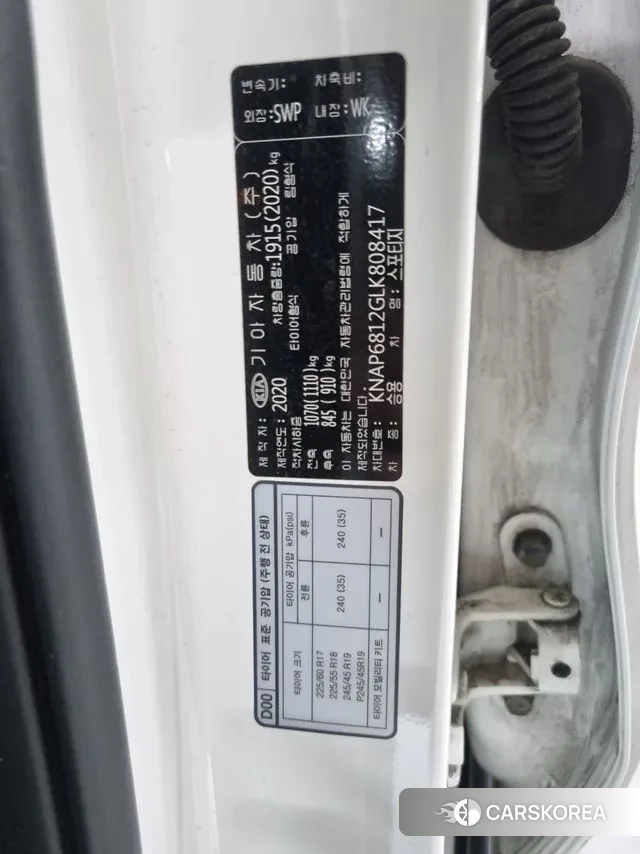 변속기: 차축비:
외장:SWP 내장:WK
제 작 자: KIA 기 아 자 동 차 (주)
제작연도: 2020 차량총중량:1915(2020)kg
적차시하중 타이어형식 공기압 림형식
전축 1070(1110)kg
후축 845( 910)kg
이 자동차는 대한민국 자동차관리법령에 적합하게
제작되었습니다.
차대번호: KNAP6812GLK808417
차 종: 승용 차 명: 스포티지
D00 타이어 표준 공기압 (주행 전 상태)
타이어 크기 타이어 공기압 kPa(psi)
전륜 후륜
225/60 R17
225/55 R18
245/45 R19
P245/45R19
240 (35) 240 (35)
타이어 모빌리티 키트 – –
CARSKOREA